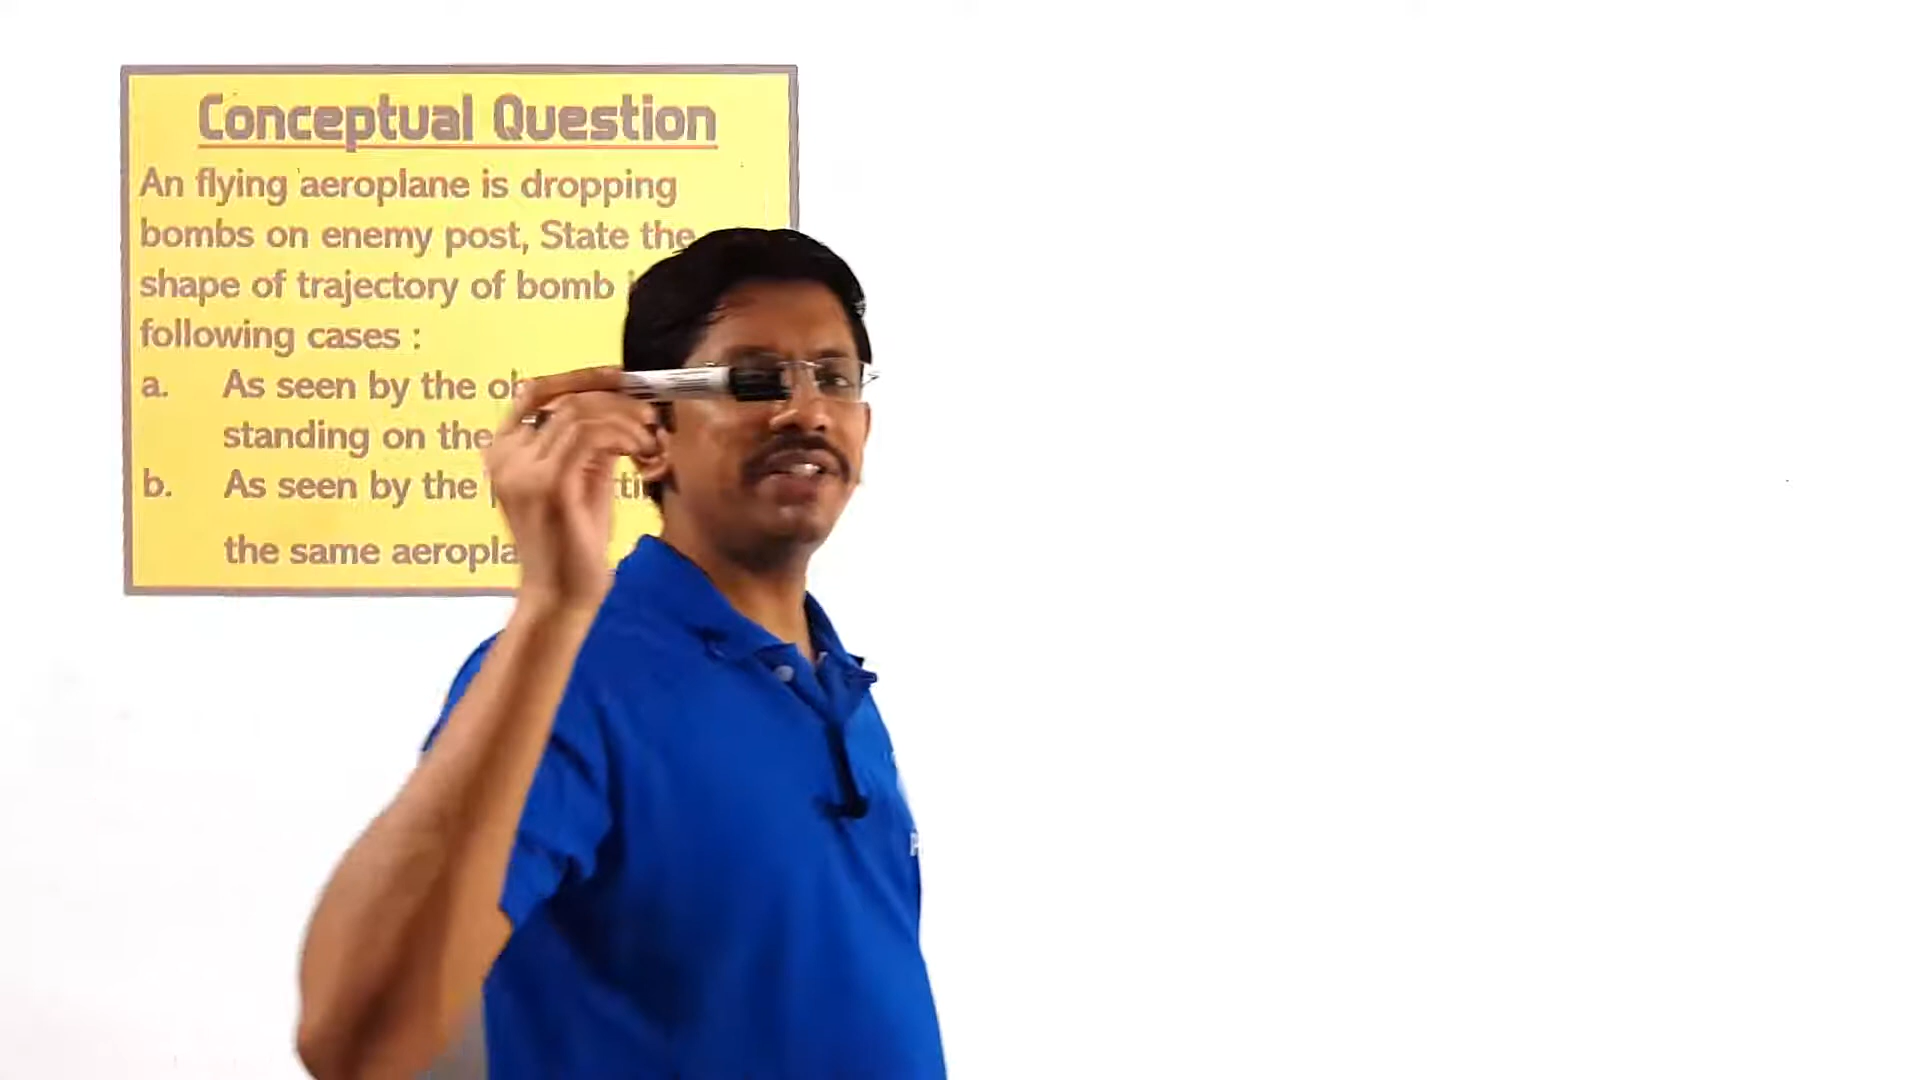 Conceptual Question
An flying aeroplane is dropping
bombs on enemy post, State the
shape of trajectory of bomb
following cases :
a. As seen by the
standing on the
b. As seen by the
the same